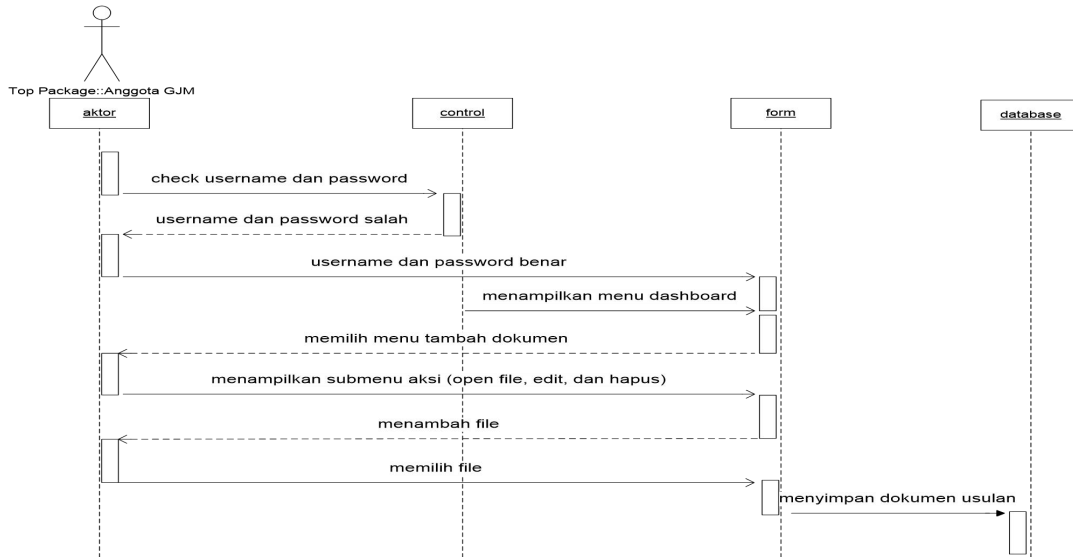 Top Package::Anggota GJM
aktor
control
form
database
check username dan password
username dan password salah
username dan password benar
menampilkan menu dashboard
memilih menu tambah dokumen
menampilkan submenu aksi (open file, edit, dan hapus)
menambah file
memilih file
menyimpan dokumen usulan